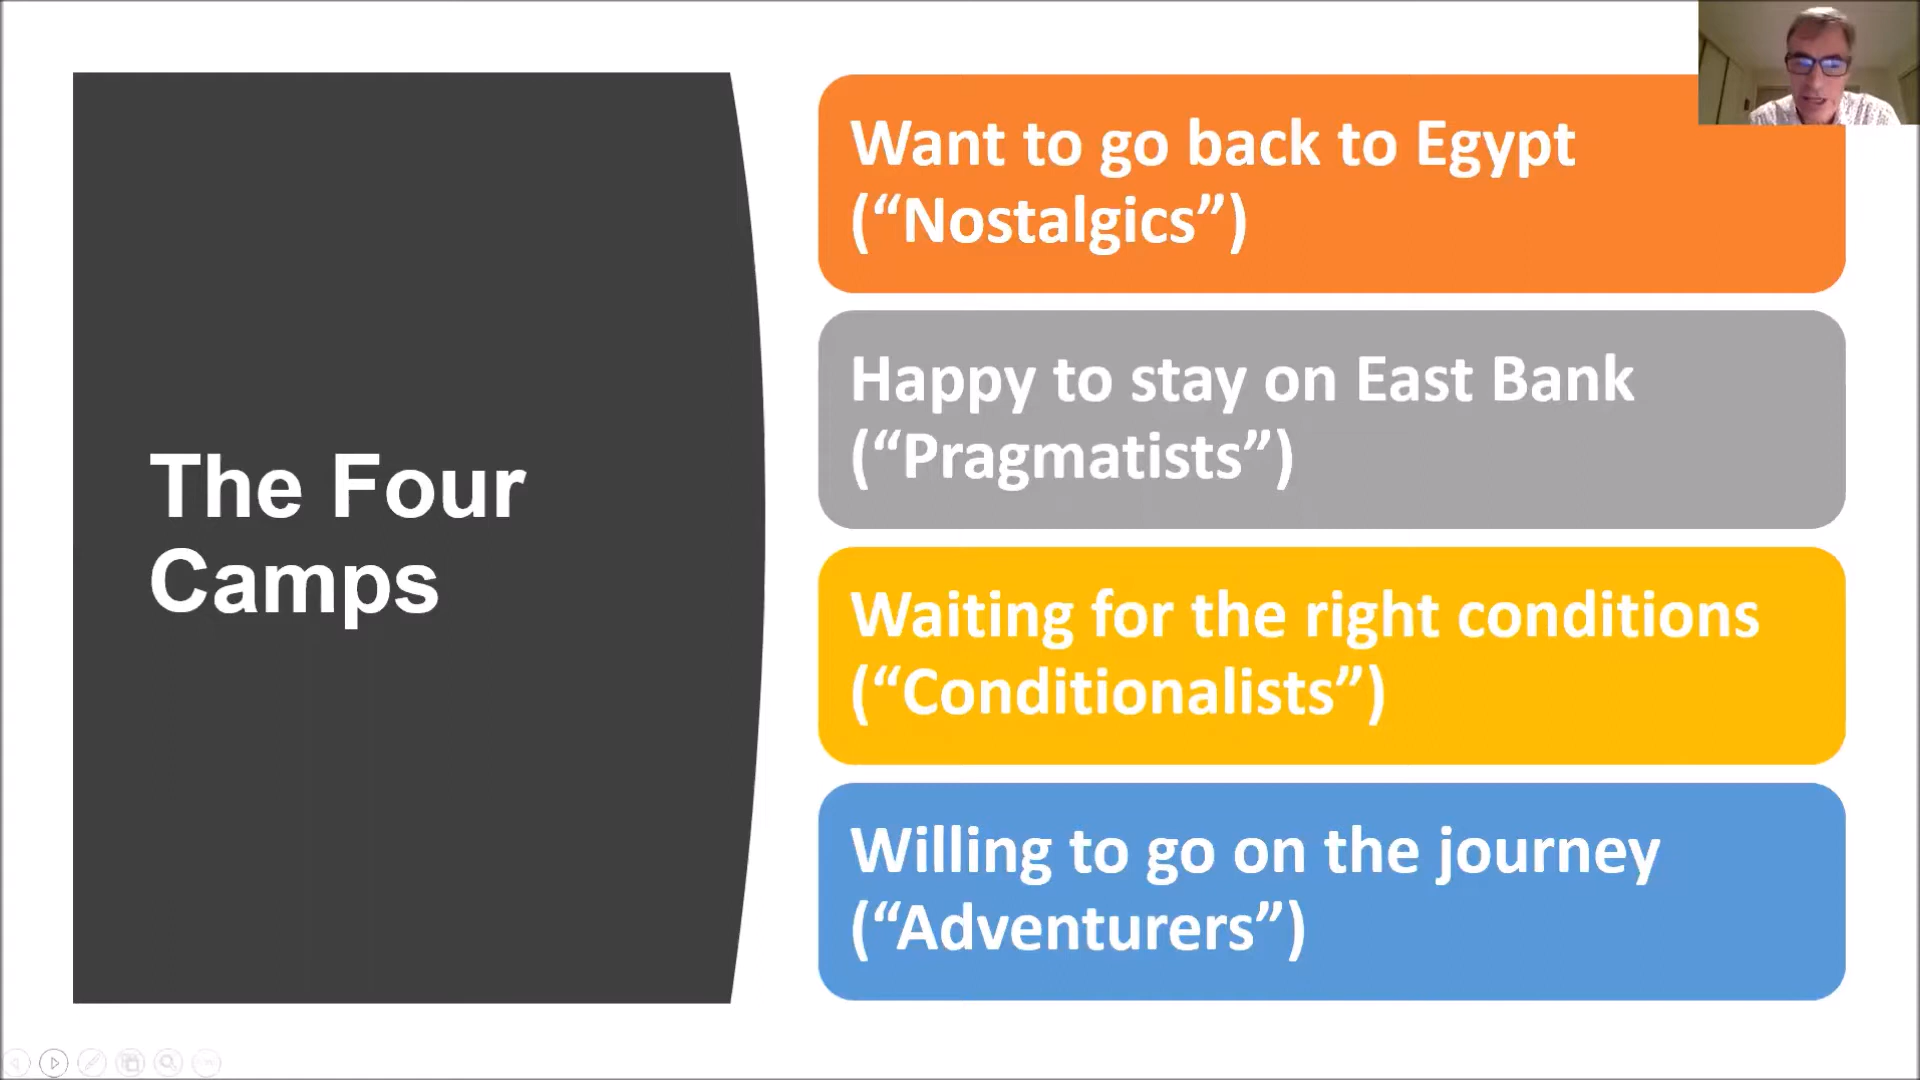 The Four
Camps
Want to go back to Egypt
(“Nostalgics”)
Happy to stay on East Bank
(“Pragmatists”)
Waiting for the right conditions
(“Conditionalists”)
Willing to go on the journey
(“Adventurers”)